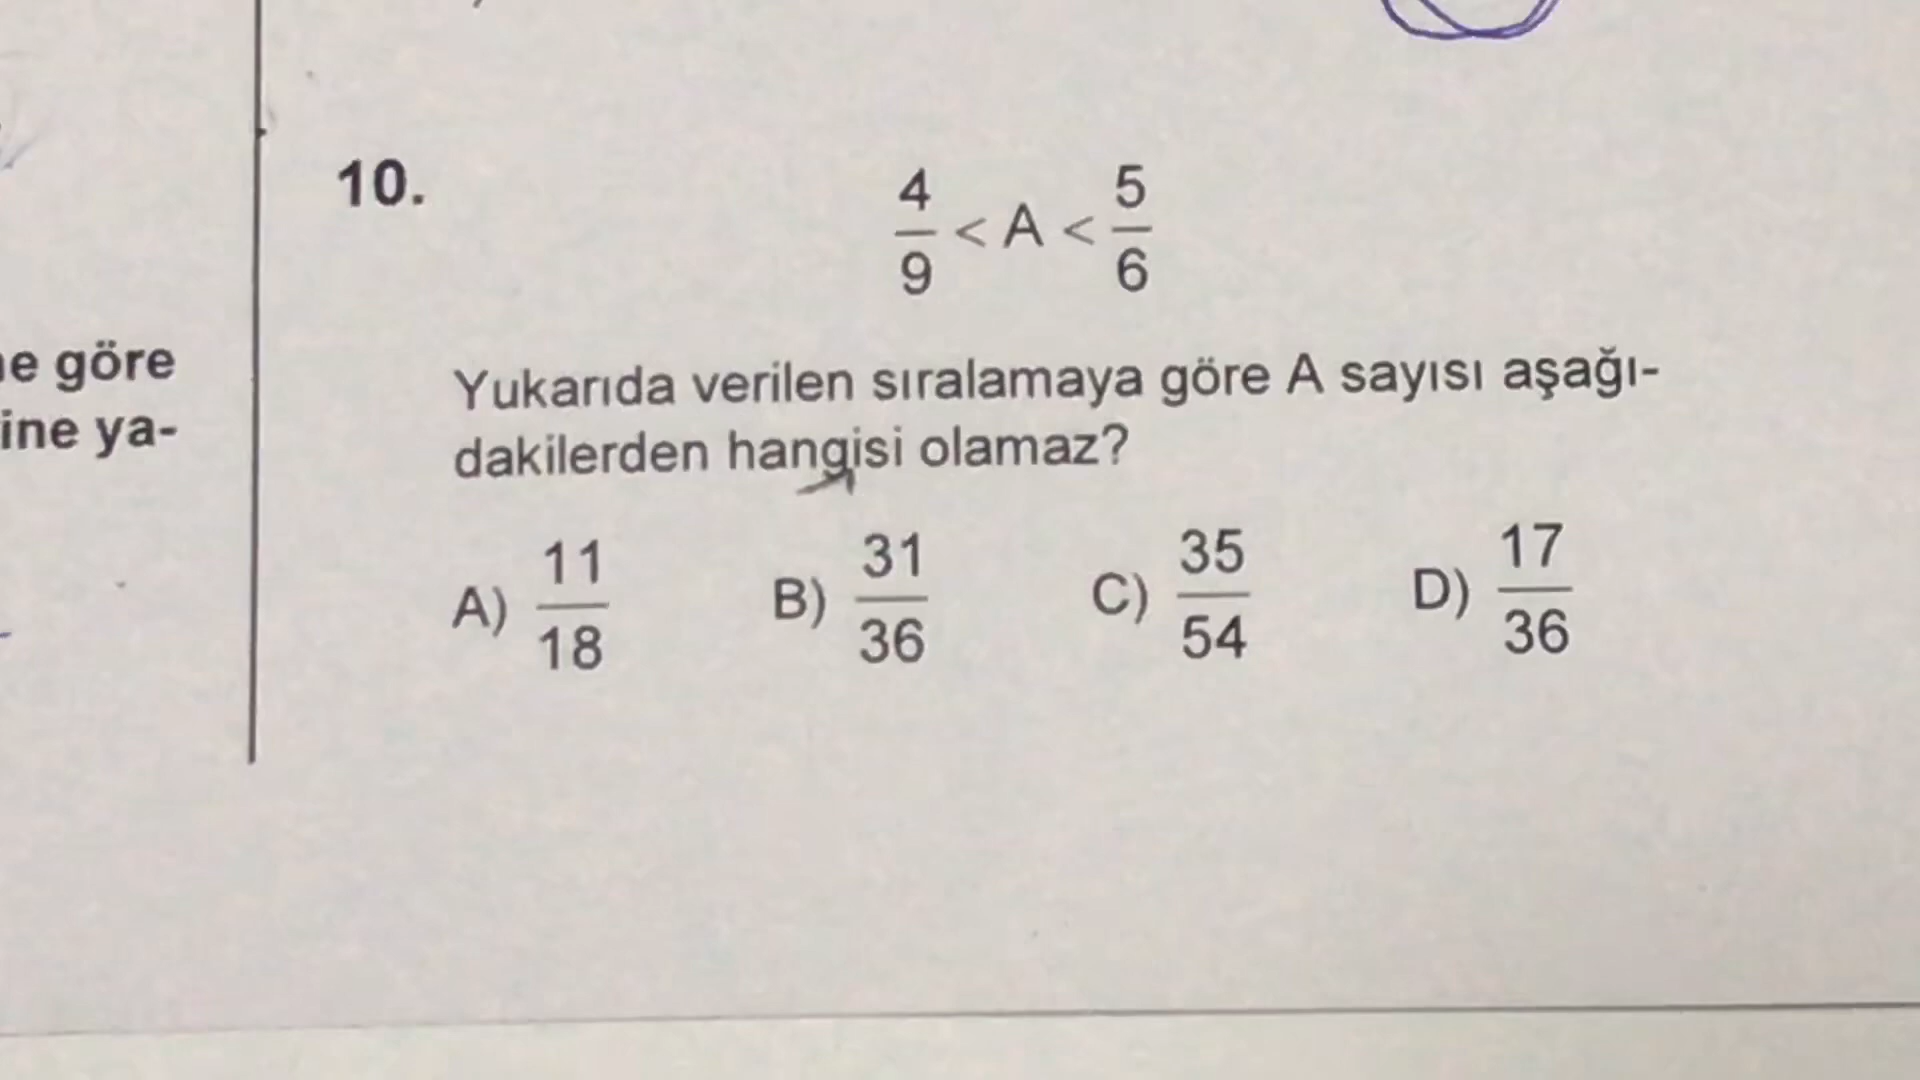 e göre
ine ya-
10.
4/9 < A < 5/6
Yukarıda verilen sıralamaya göre A sayısı aşağı-
dakilerden hangisi olamaz?
A) 11/18 B) 31/36 C) 35/54 D) 17/36